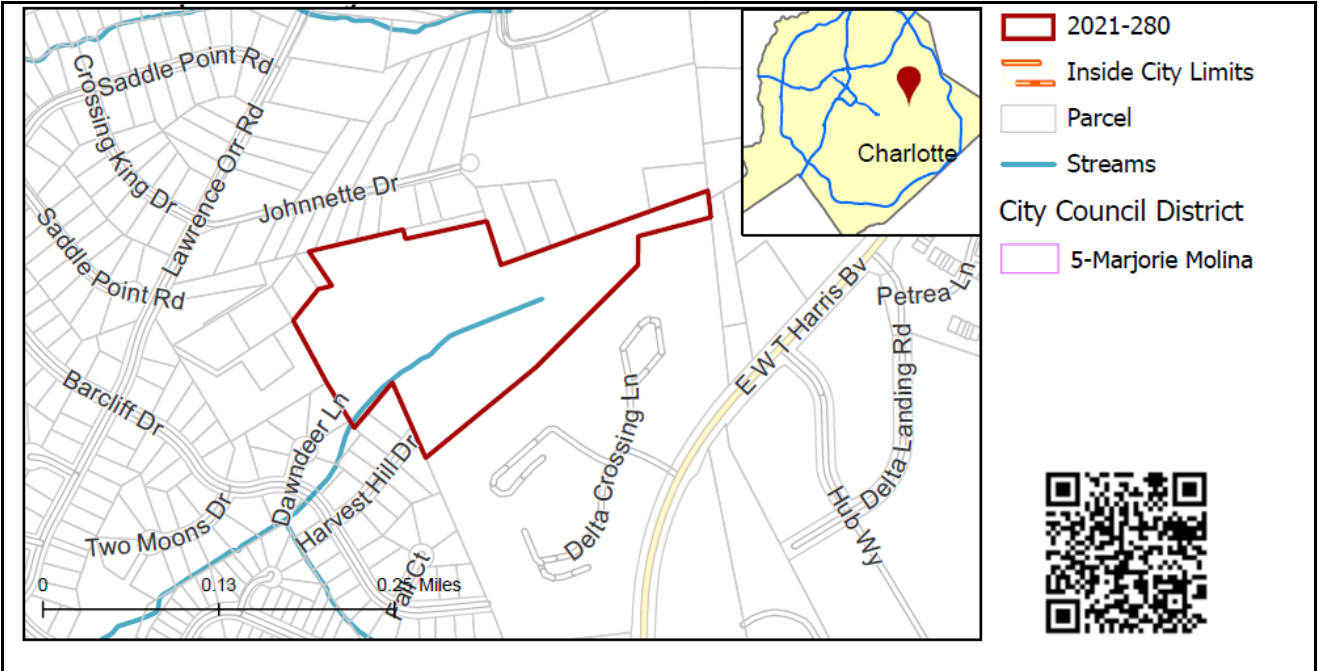 Saddle Point Rd
Crossing King Dr
Lawrence Orr Rd
Johnnette Dr
Saddle Point Rd
Barcliff Dr
Dawndeer Ln
Harvest Hill Dr
Two Moons Dr
Fall Ct
Delta Crossing Ln
E W T Harris Bv
Petrea Ln
Delta Landing Rd
Hub Wy
0 0.13 0.25 Miles
Charlotte
2021-280
Inside City Limits
Parcel
Streams
City Council District
5-Marjorie Molina